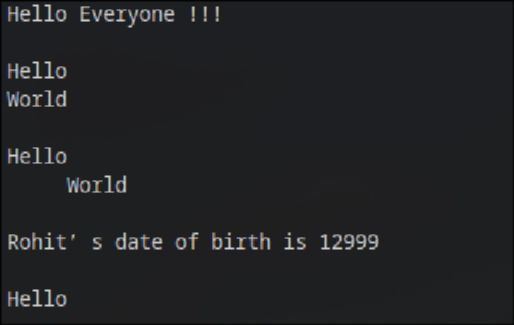 Hello Everyone !!!
Hello
World
Hello
World
Rohit’ s date of birth is 12999
Hello